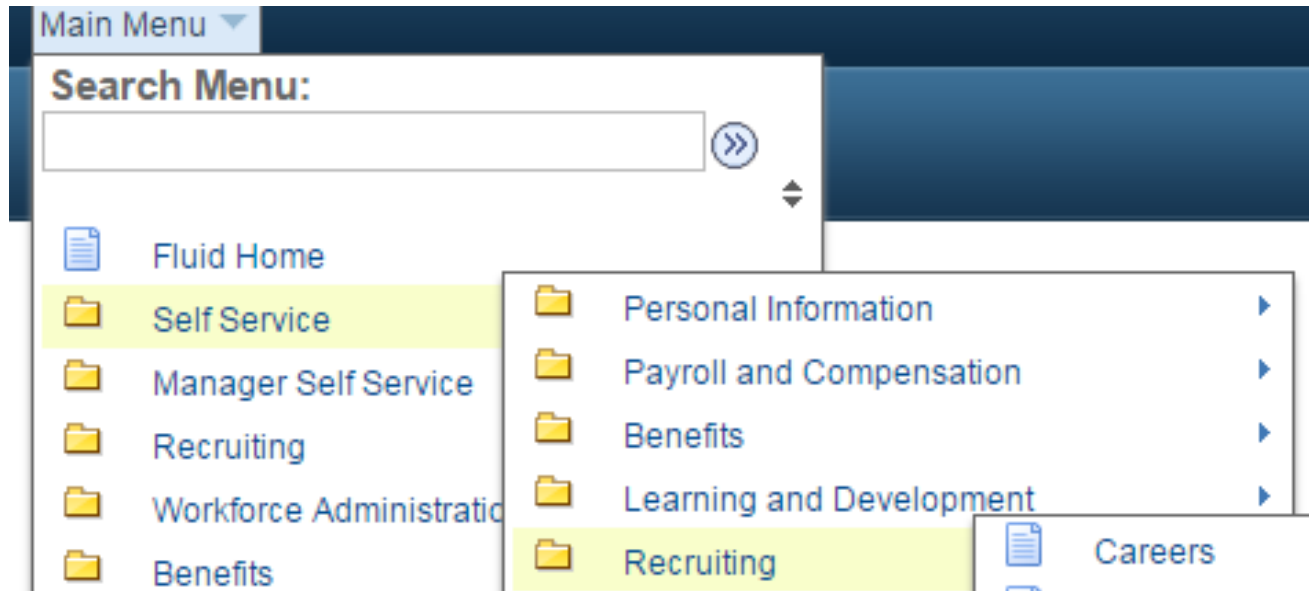 Main Menu
Search Menu:
Fluid Home
Self Service
Manager Self Service
Recruiting
Workforce Administratio
Benefits
Personal Information
Payroll and Compensation
Benefits
Learning and Development
Recruiting
Careers